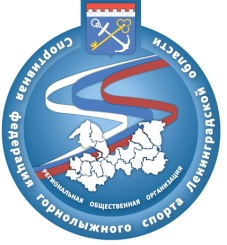 Спортивная федерация горнолыжного спорта Ленинградской области
РЕГИОНАЛЬНАЯ ОБЩЕСТВЕННАЯ ОРГАНИЗАЦИЯ